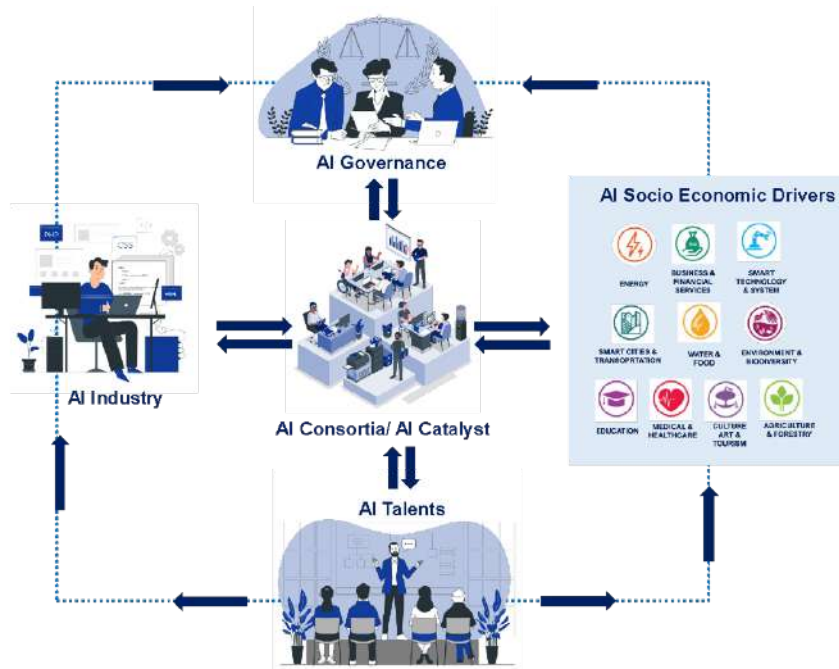 AI Governance
AI Socio Economic Drivers
ENERGY
BUSINESS &
FINANCIAL
SERVICES
SMART
TECHNOLOGY
& SYSTEM
SMART CITIES &
TRANSOPRTATION
WATER &
FOOD
ENVIRONMENT &
BIODIVERSITY
EDUCATION
MEDICAL &
HEALTHCARE
CULTURE
ART &
TOURISM
AGRICULTURE
& FORESTRY
CSS
AI Industry
AI Consortia/ AI Catalyst
AI Talents